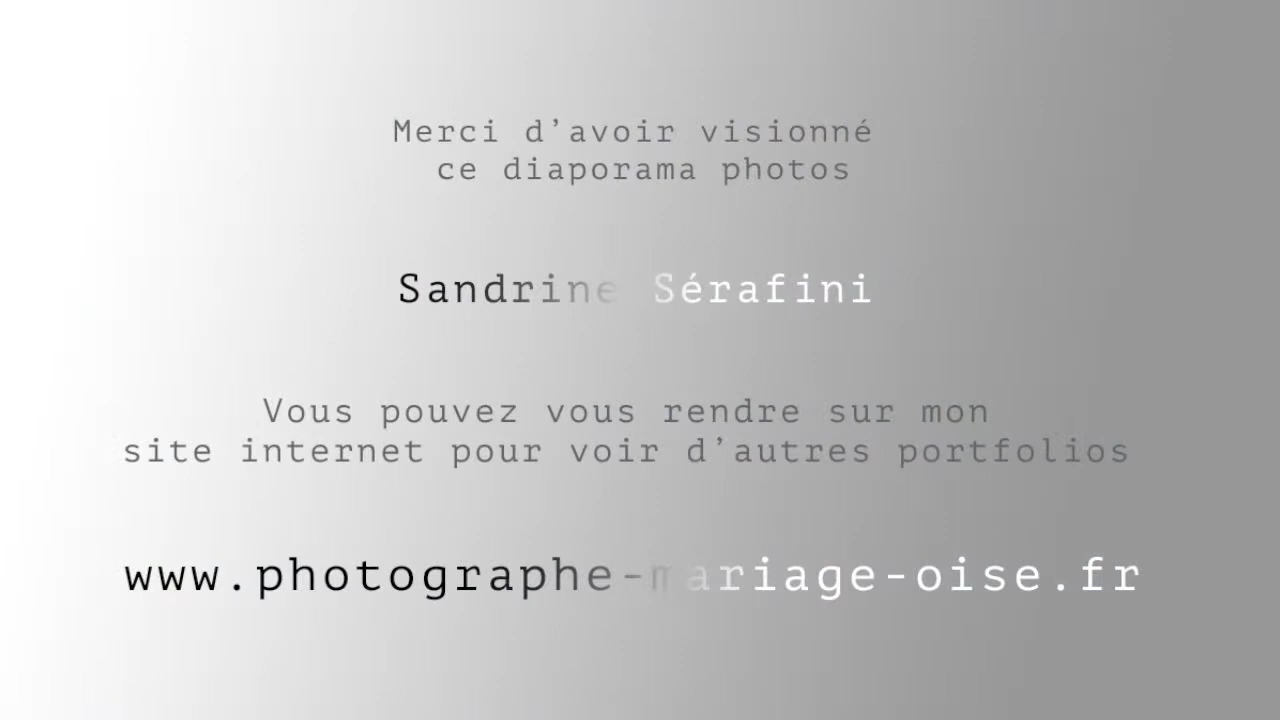 Merci d’avoir visionné
ce diaporama photos
Sandrine Sérafini
Vous pouvez vous rendre sur mon
site internet pour voir d’autres portfolios
www.photographe-mariage-oise.fr